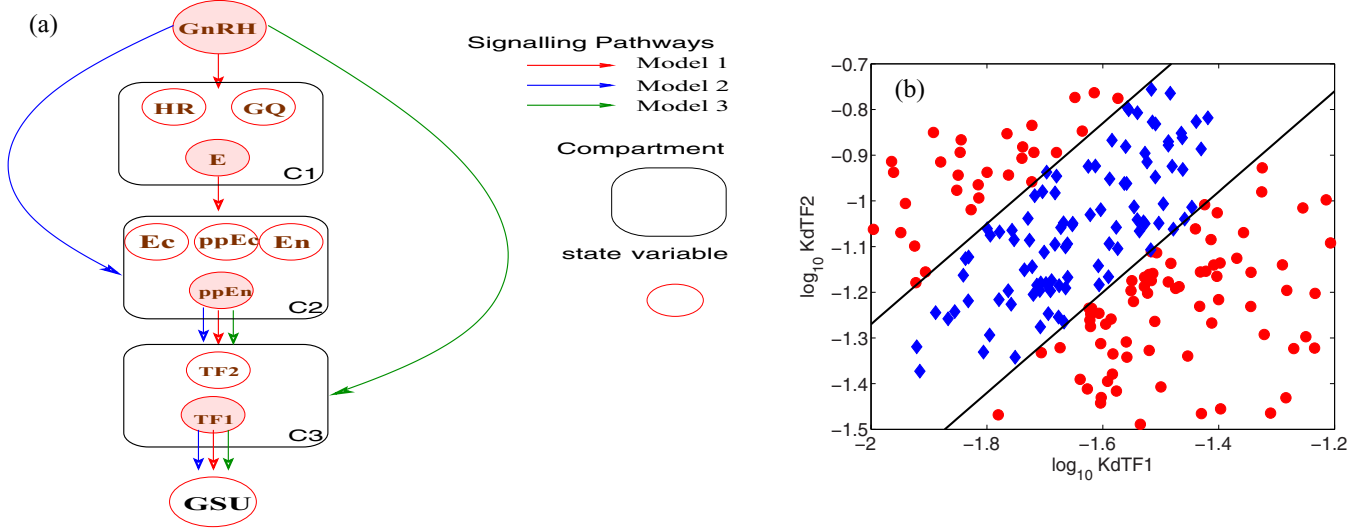 (a)
GnRH
Signalling Pathways
Model 1
Model 2
Model 3
HR
GQ
E
C1
Compartment
Ec
ppEc
En
ppEn
C2
state variable
TF2
TF1
C3
GSU
(b)
−0.7
−0.8
−0.9
−1
−1.1
−1.2
−1.3
−1.4
−1.5
log10 KdTF2
−2
−1.8
−1.6
−1.4
−1.2
log10 KdTF1